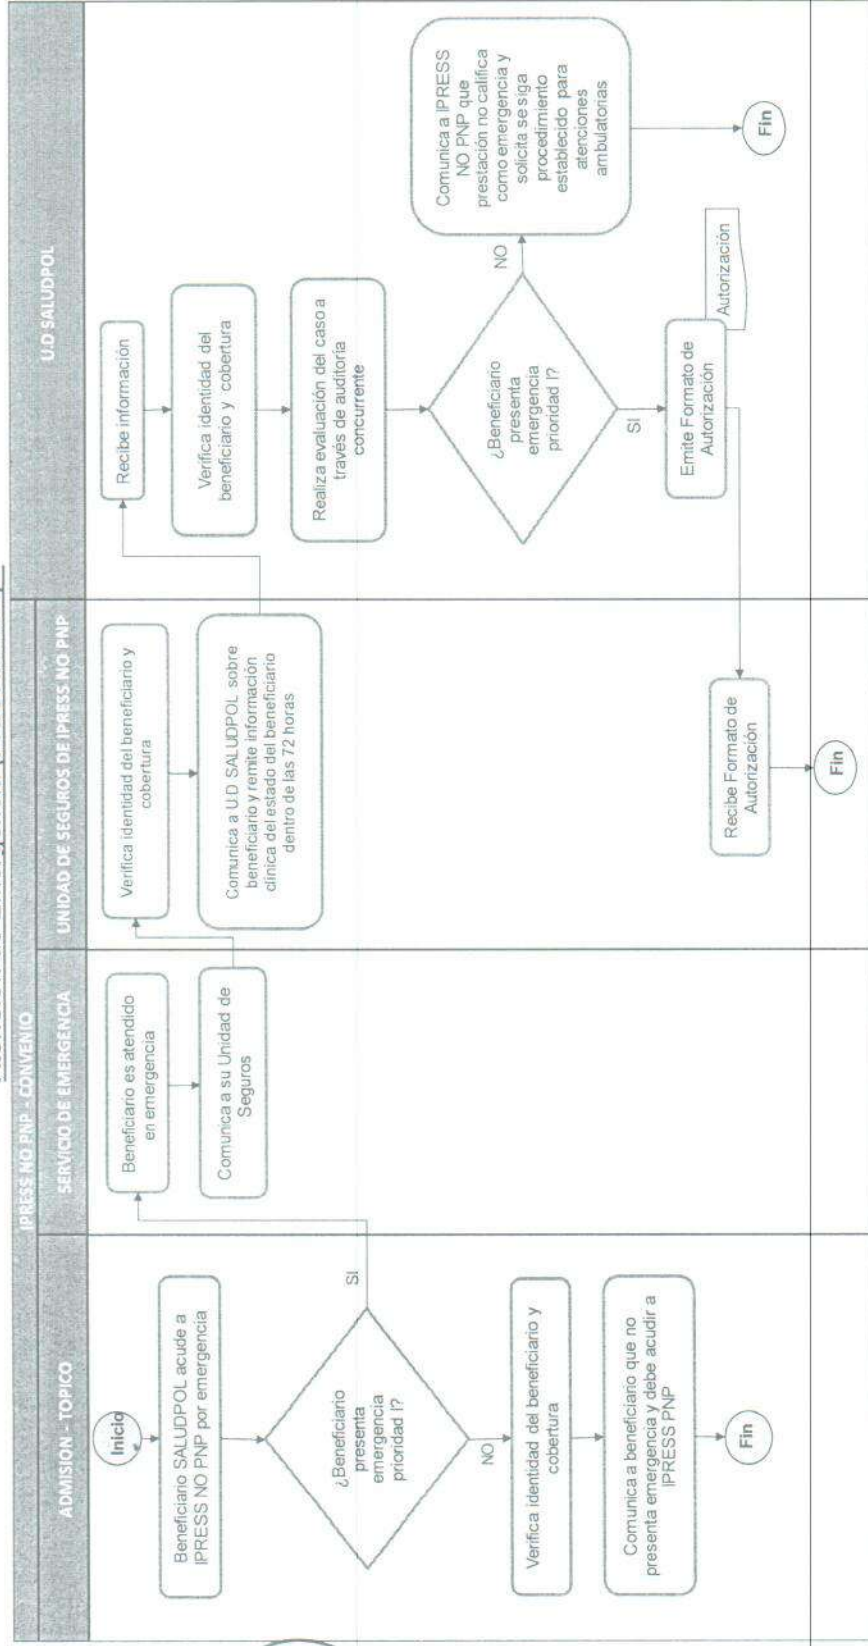 IPRESS NO PNP - CONVENIO
ADMISION - TOPICO
SERVICIO DE EMERGENCIA
UNIDAD DE SEGUROS DE IPRESS NO PNP
U.D SALUDPOL
Inicio
Beneficiario SALUDPOL acude a
IPRESS NO PNP por emergencia
¿Beneficiario
presenta
emergencia
prioridad I?
SI
NO
Verifica identidad del beneficiario y
cobertura
Comunica a beneficiario que no
presenta emergencia y debe acudir a
IPRESS PNP
Fin
Beneficiario es atendido
en emergencia
Comunica a su Unidad de
Seguros
Verifica identidad del beneficiario y
cobertura
Comunica a U.D SALUDPOL sobre
beneficiario y remite información
clínica del estado del beneficiario
dentro de las 72 horas
Recibe información
Verifica identidad del
beneficiario y cobertura
Realiza evaluación del caso a
través de auditoría
concurrente
¿Beneficiario
presenta
emergencia
prioridad I?
NO
Comunica a IPRESS
NO PNP que
prestación no califica
como emergencia y
solicita se siga
procedimiento
establecido para
atenciones
ambulatorias
Fin
SI
Emite Formato de
Autorización
Autorización
Recibe Formato de
Autorización
Fin